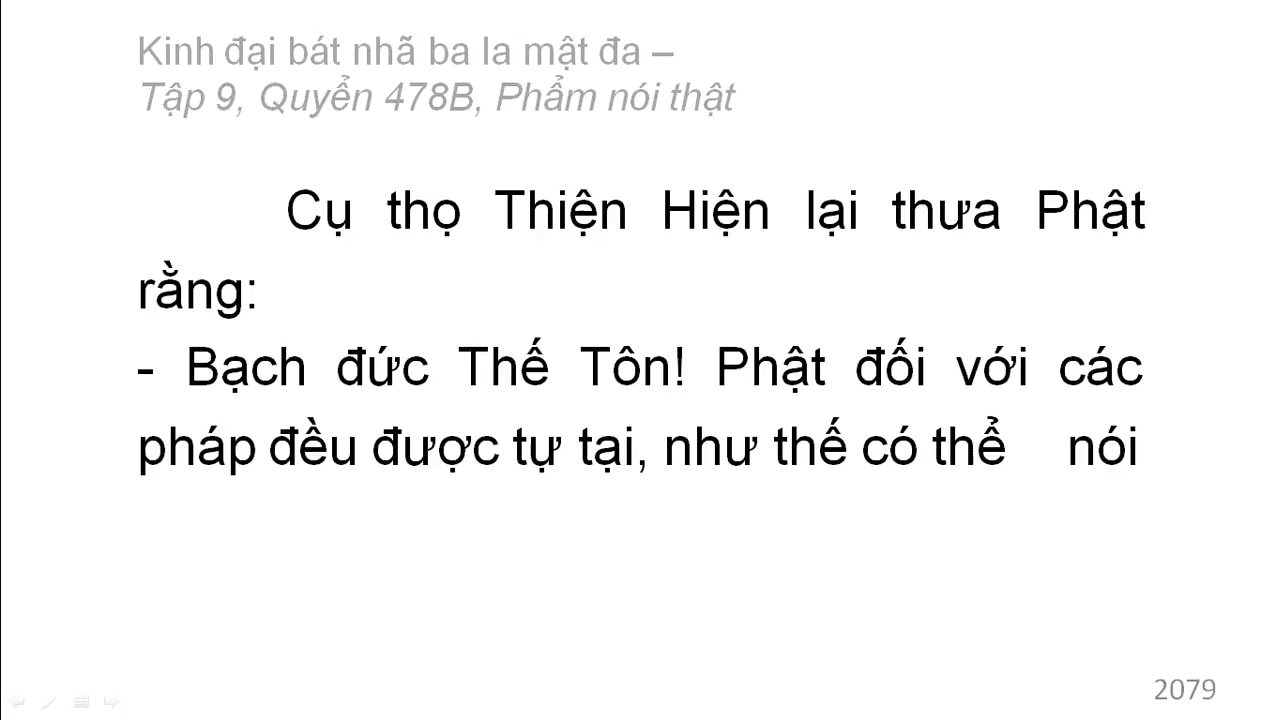 Kinh đại bát nhã ba la mật đa –
Tập 9, Quyển 478B, Phẩm nói thật
Cụ thọ Thiện Hiện lại thưa Phật
rằng:
- Bạch đức Thế Tôn! Phật đối với các
pháp đều được tự tại, như thế có thể nói
2079